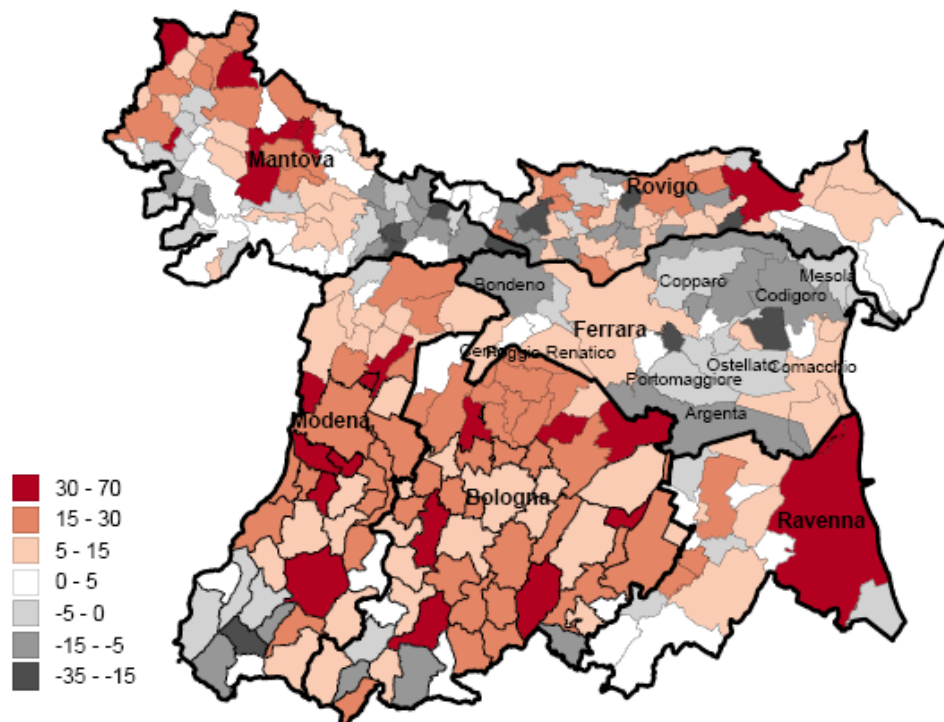 Mantova
Rovigo
Bondeno
Copparo
Mesola
Codigoro
Ferrara
Poggio Renatico
Ostellato
Comacchio
Portomaggiore
Argenta
Modena
Bologna
Ravenna
30 - 70
15 - 30
5 - 15
0 - 5
-5 - 0
-15 - -5
-35 - -15